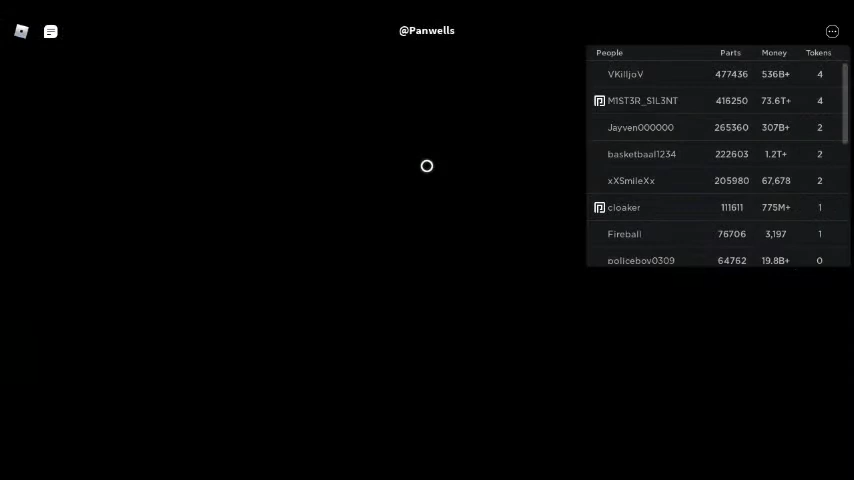 @Panwells
People Parts Money Tokens
VKilljoV 477436 536B+ 4
M1ST3R_S1L3NT 416250 73.6T+ 4
Jayven000000 265360 307B+ 2
basketbaal1234 222603 1.2T+ 2
xXSmileXx 205980 67,678 2
cloaker 111611 775M+ 1
Fireball 76706 3,197 1
policeboy0309 64762 19.8B+ 0